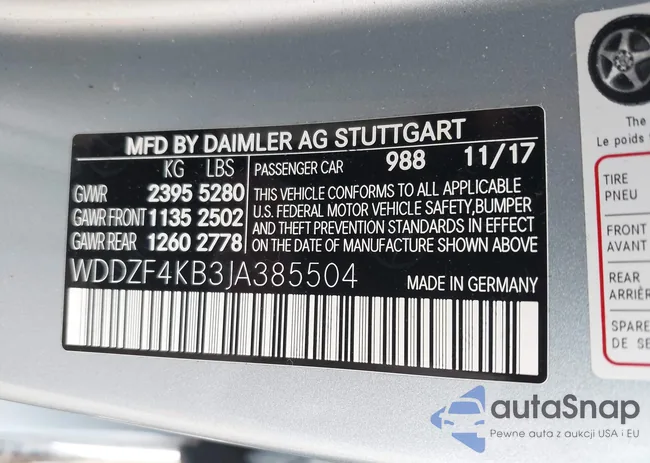 MFD BY DAIMLER AG STUTTGART
KG LBS
GVWR 2395 5280
GAWR FRONT 1135 2502
GAWR REAR 1260 2778
PASSENGER CAR 988 11/17
THIS VEHICLE CONFORMS TO ALL APPLICABLE
U.S. FEDERAL MOTOR VEHICLE SAFETY,BUMPER
AND THEFT PREVENTION STANDARDS IN EFFECT
ON THE DATE OF MANUFACTURE SHOWN ABOVE
WDDZF4KB3JA385504
MADE IN GERMANY
The
Le poids
TIRE
PNEU
FRONT
AVANT
REAR
ARRIÈR
SPARE
DE SE
autaSnap
Pewne auta z aukcji USA i EU